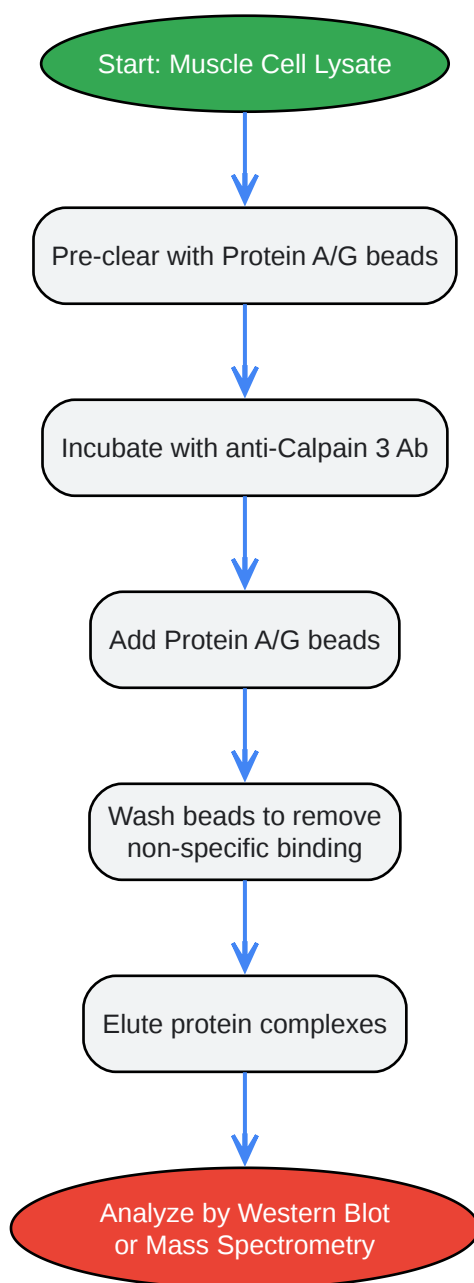 Start: Muscle Cell Lysate
Pre-clear with Protein A/G beads
Incubate with anti-Calpain 3 Ab
Add Protein A/G beads
Wash beads to remove
non-specific binding
Elute protein complexes
Analyze by Western Blot
or Mass Spectrometry